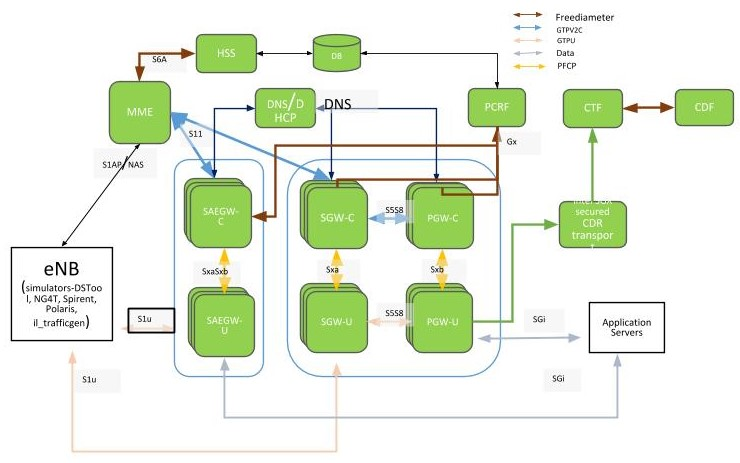 Freediameter
GTPV2C
GTPU
Data
PFCP
HSS
DB
S6A
MME
DNS/D
HCP
DNS
PCRF
CTF
CDF
S11
Gx
S1AP/NAS
SAEGW-
C
SGW-C
S5S8
PGW-C
secured
CDR
transpor
eNB
(simulators-DSToo
l, NG4T, Spirent,
Polaris,
il_trafficgen)
SxaSxb
Sxa
Sxb
S1u
SAEGW-
U
SGW-U
S5S8
PGW-U
SGi
Application
Servers
S1u
SGi